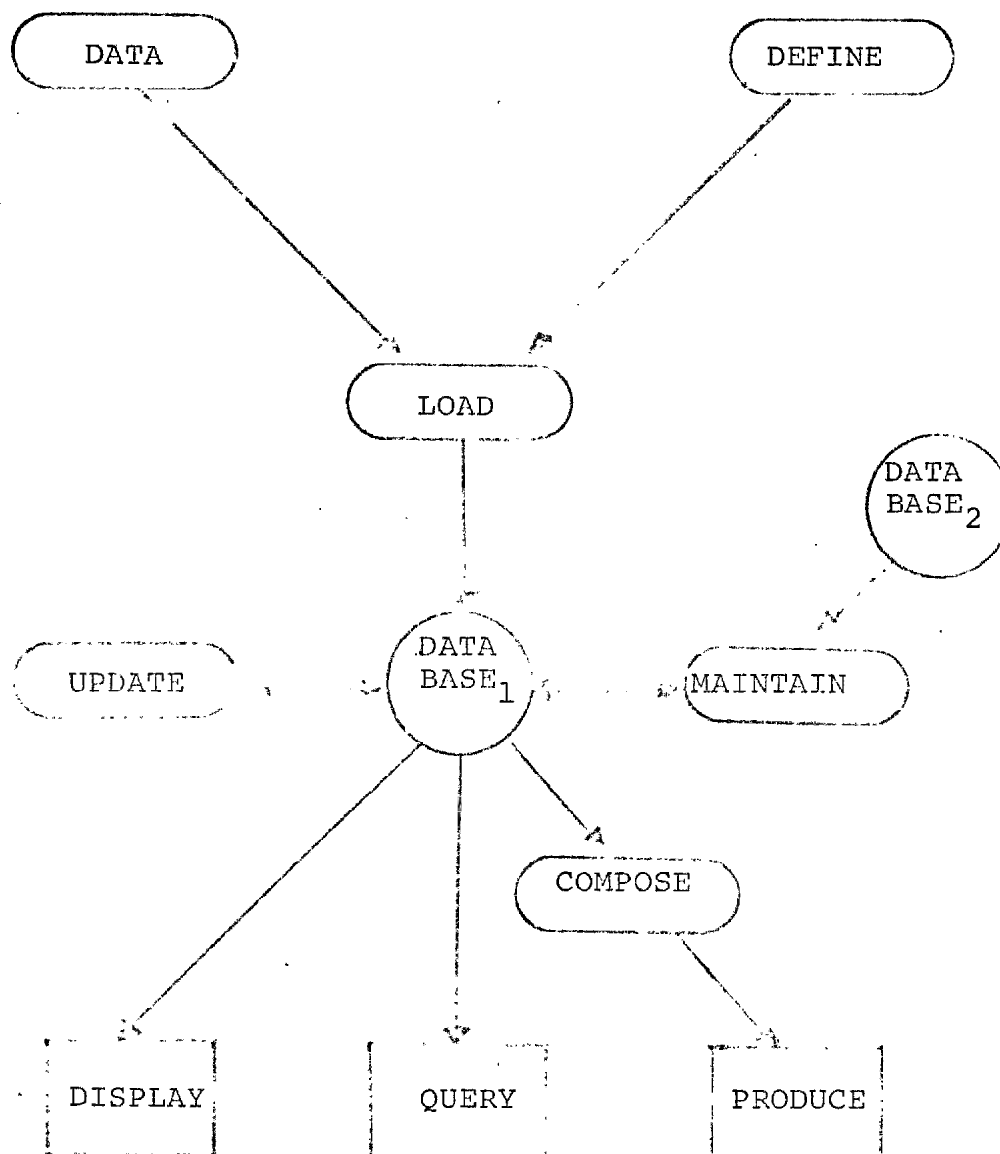 DATA
DEFINE
LOAD
DATA
BASE2
DATA
BASE1
UPDATE
MAINTAIN
COMPOSE
DISPLAY
QUERY
PRODUCE